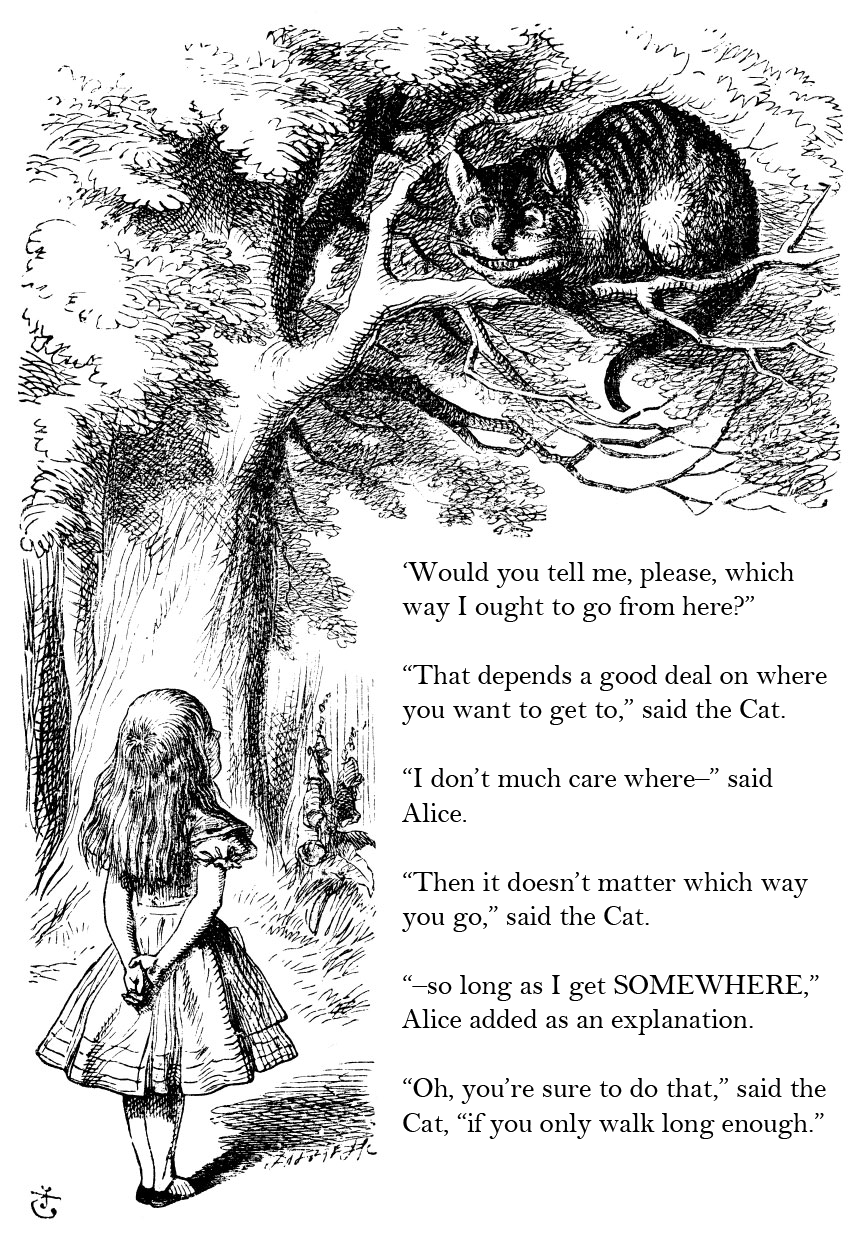 ‘Would you tell me, please, which
way I ought to go from here?”
“That depends a good deal on where
you want to get to,” said the Cat.
“I don’t much care where–” said
Alice.
“Then it doesn’t matter which way
you go,” said the Cat.
“–so long as I get SOMEWHERE,”
Alice added as an explanation.
“Oh, you’re sure to do that,” said the
Cat, “if you only walk long enough.”